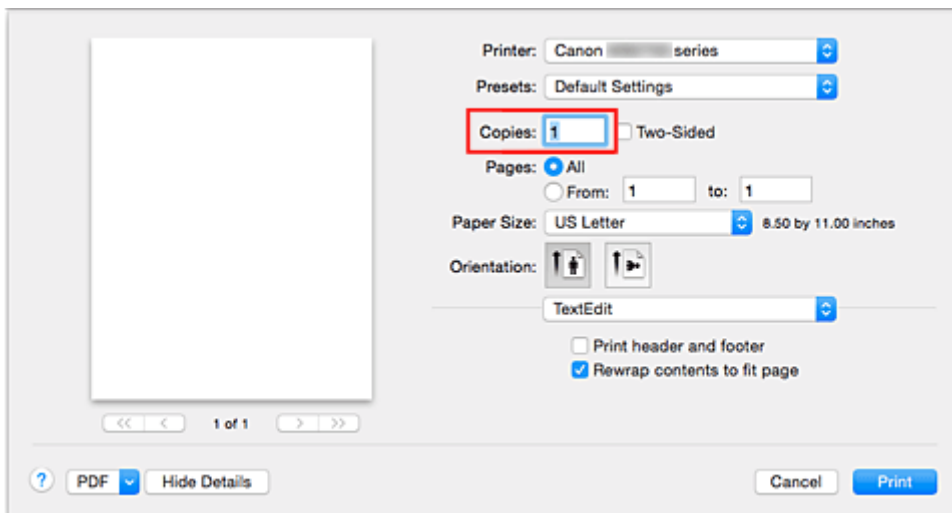 Printer: Canon series
Presets: Default Settings
Copies: 1 Two-Sided
Pages: All
From: 1 to: 1
Paper Size: US Letter 8.50 by 11.00 inches
Orientation:
TextEdit
Print header and footer
Rewrap contents to fit page
<< < 1 of 1 > >>
? PDF Hide Details Cancel Print